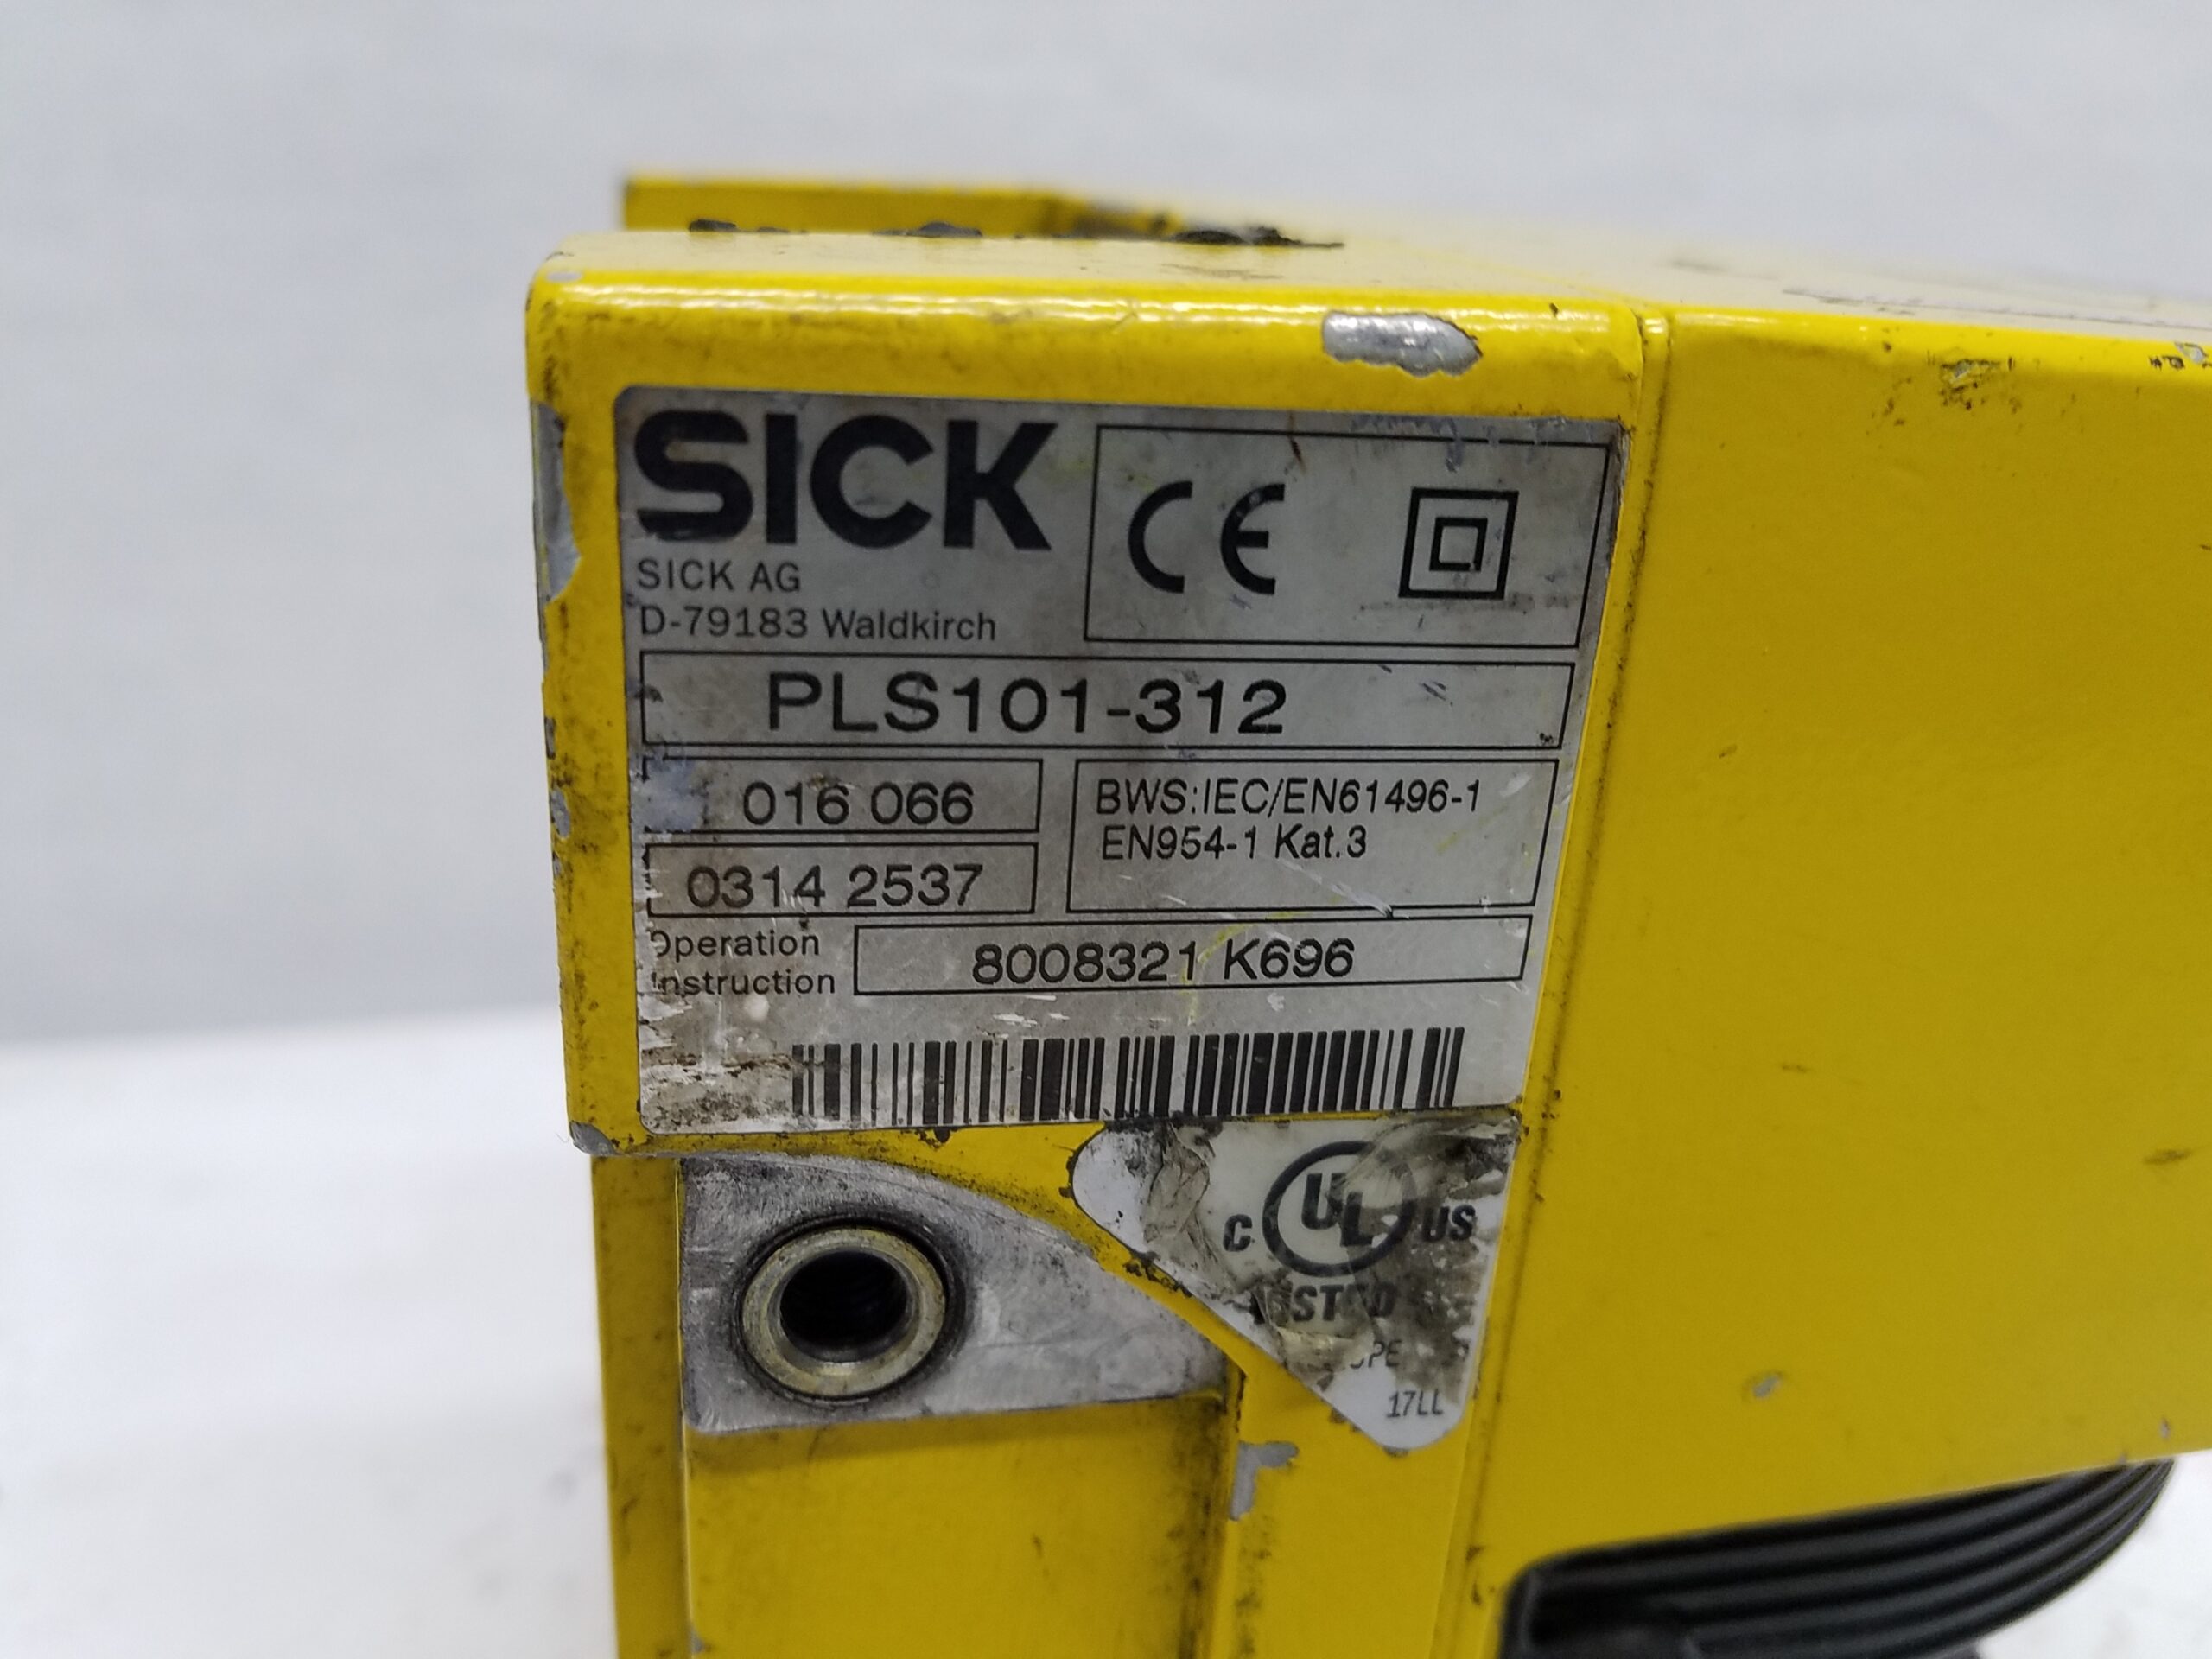 SICK
CE
SICK AG
D-79183 Waldkirch
PLS101-312
016 066
BWS:IEC/EN61496-1
EN954-1 Kat.3
0314 2537
Operation
Instruction
8008321 K696
C UL US
17LL